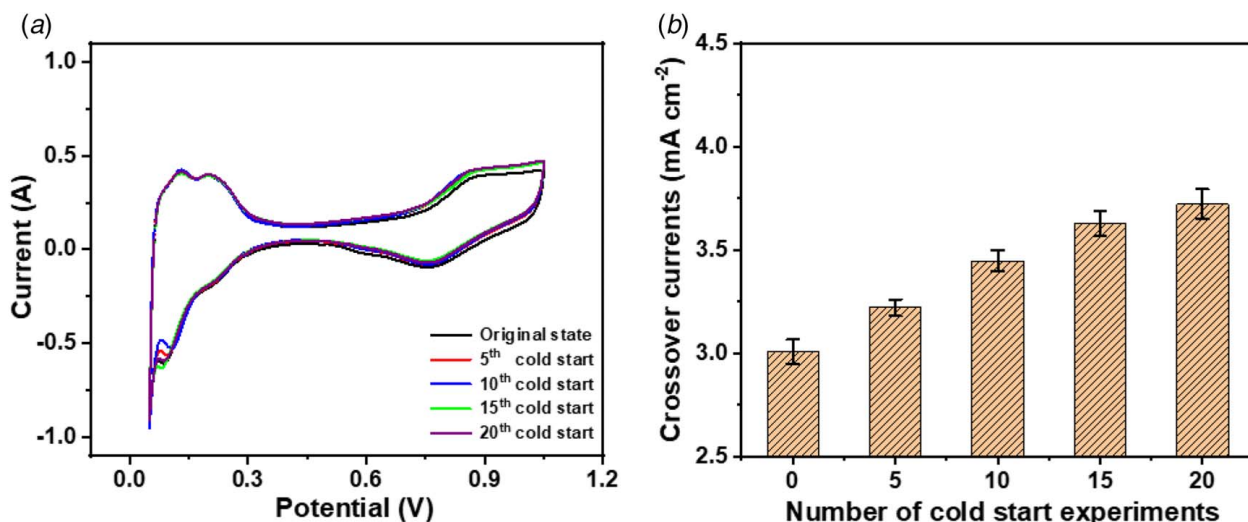 (a)
1.0
0.5
0.0
-0.5
-1.0
Current (A)
0.0 0.3 0.6 0.9 1.2
Potential (V)
Original state
5th cold start
10th cold start
15th cold start
20th cold start
(b)
4.5
4.0
3.5
3.0
2.5
Crossover currents (mA cm-2)
0 5 10 15 20
Number of cold start experiments